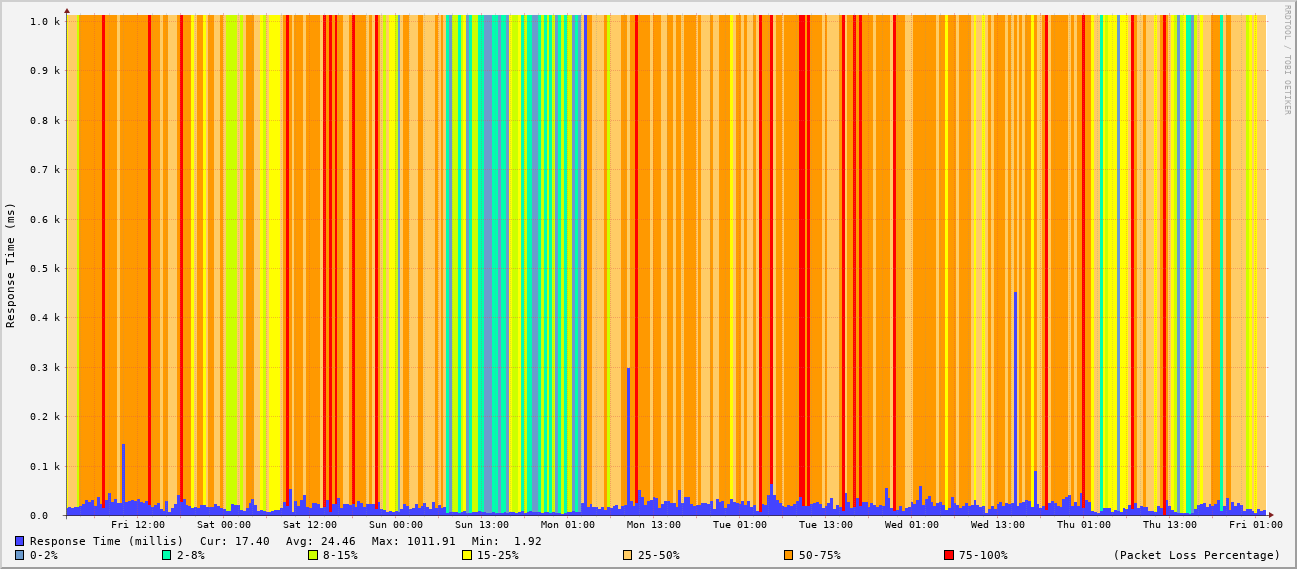 1.0 k
0.9 k
0.8 k
0.7 k
0.6 k
0.5 k
0.4 k
0.3 k
0.2 k
0.1 k
0.0
Response Time (ms)
RRDTOOL / TOBI OETIKER
Fri 12:00 Sat 00:00 Sat 12:00 Sun 00:00 Sun 13:00 Mon 01:00 Mon 13:00 Tue 01:00 Tue 13:00 Wed 01:00 Wed 13:00 Thu 01:00 Thu 13:00 Fri 01:00
Response Time (millis) Cur: 17.40 Avg: 24.46 Max: 1011.91 Min: 1.92
0-2% 2-8% 8-15% 15-25% 25-50% 50-75% 75-100% (Packet Loss Percentage)